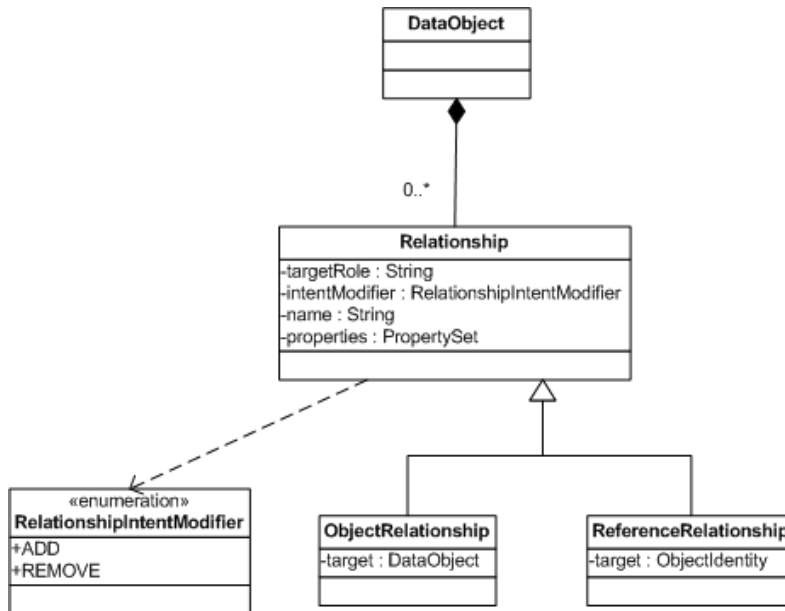 DataObject
0..*
Relationship
-targetRole : String
-intentModifier : RelationshipIntentModifier
-name : String
-properties : PropertySet
«enumeration»
RelationshipIntentModifier
+ADD
+REMOVE
ObjectRelationship
-target : DataObject
ReferenceRelationship
-target : ObjectIdentity